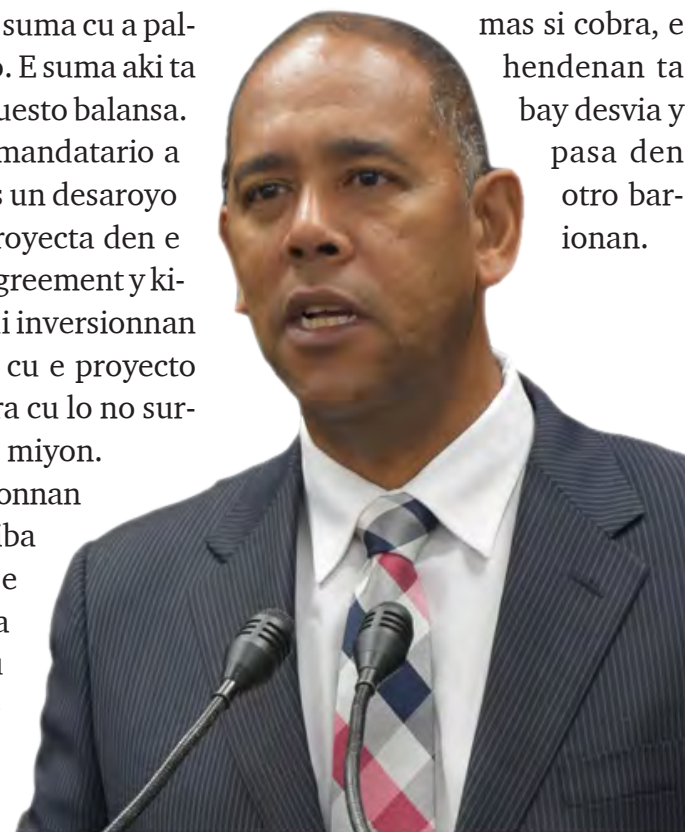 suma cu a pal-
. E suma aki ta
uesto balansa.
mandatario a
s un desaroyo
royecta den e
greement y ki-
i inversionnan
cu e proyecto
ra cu lo no sur-
miyon.
onnan
ba
e
a
mas si cobra, e
hendenan ta
bay desvia y
pasa den
otro bar-
ionan.